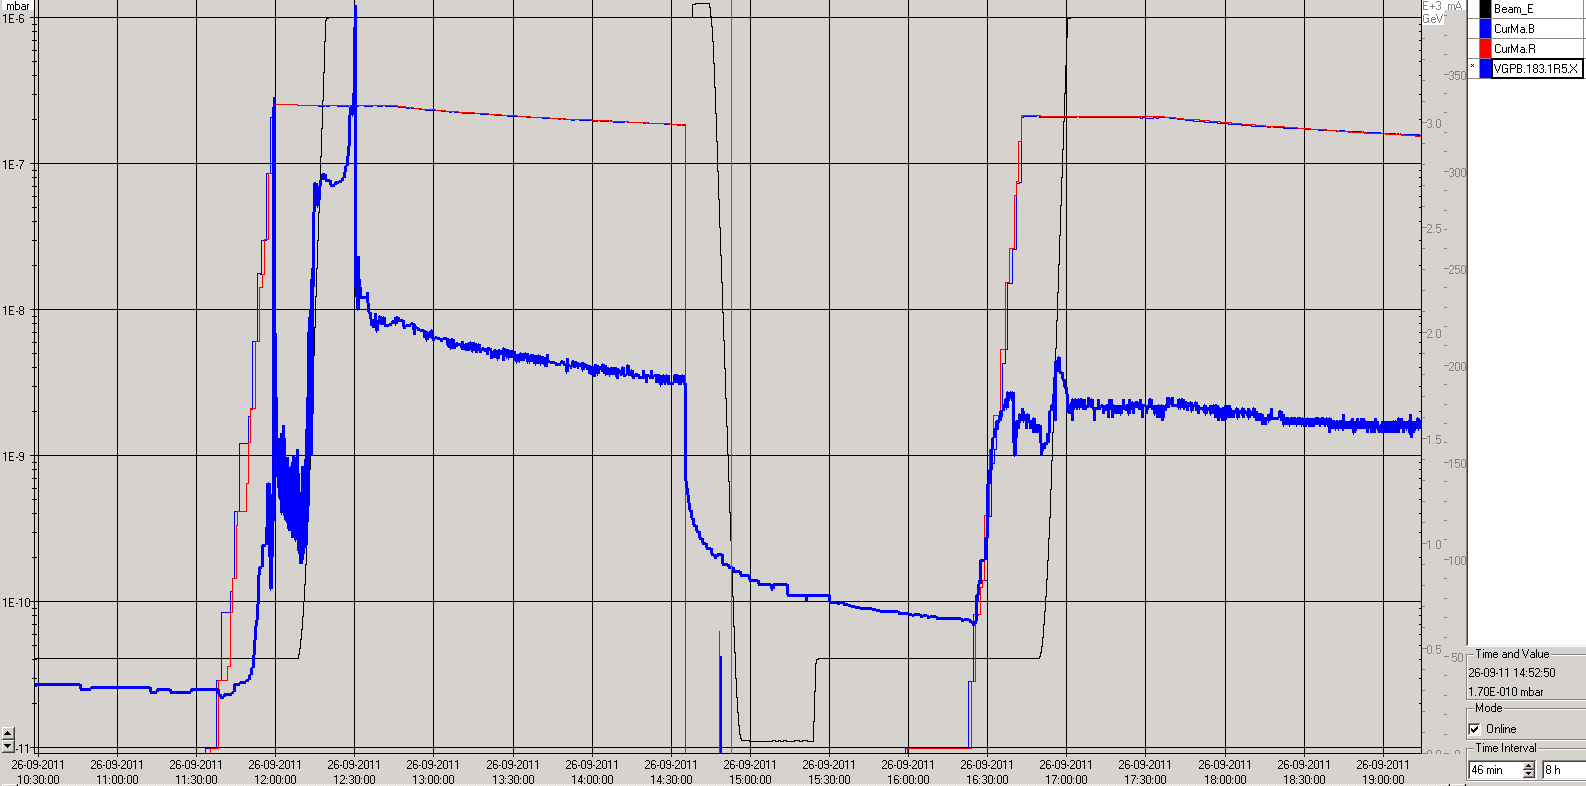 mbar
1E-6
1E-7
1E-8
1E-9
1E-10
-11
E+3 mA
GeV
350
3.0
300
2.5
250
2.0
200
1.5
150
1.0
100
0.5
50
26-09-2011 26-09-2011 26-09-2011 26-09-2011 26-09-2011 26-09-2011 26-09-2011 26-09-2011 26-09-2011 26-09-2011 26-09-2011 26-09-2011 26-09-2011 26-09-2011 26-09-2011 26-09-2011 26-09-2011 26-09-2011
10:30:00 11:00:00 11:30:00 12:00:00 12:30:00 13:00:00 13:30:00 14:00:00 14:30:00 15:00:00 15:30:00 16:00:00 16:30:00 17:00:00 17:30:00 18:00:00 18:30:00 19:00:00
Beam_E
CurMa.B
CurMa.R
* VGPB.183.1R5.X
Time and Value
26-09-11 14:52:50
1.70E-010 mbar
Mode
Online
Time Interval
46 min
8 h